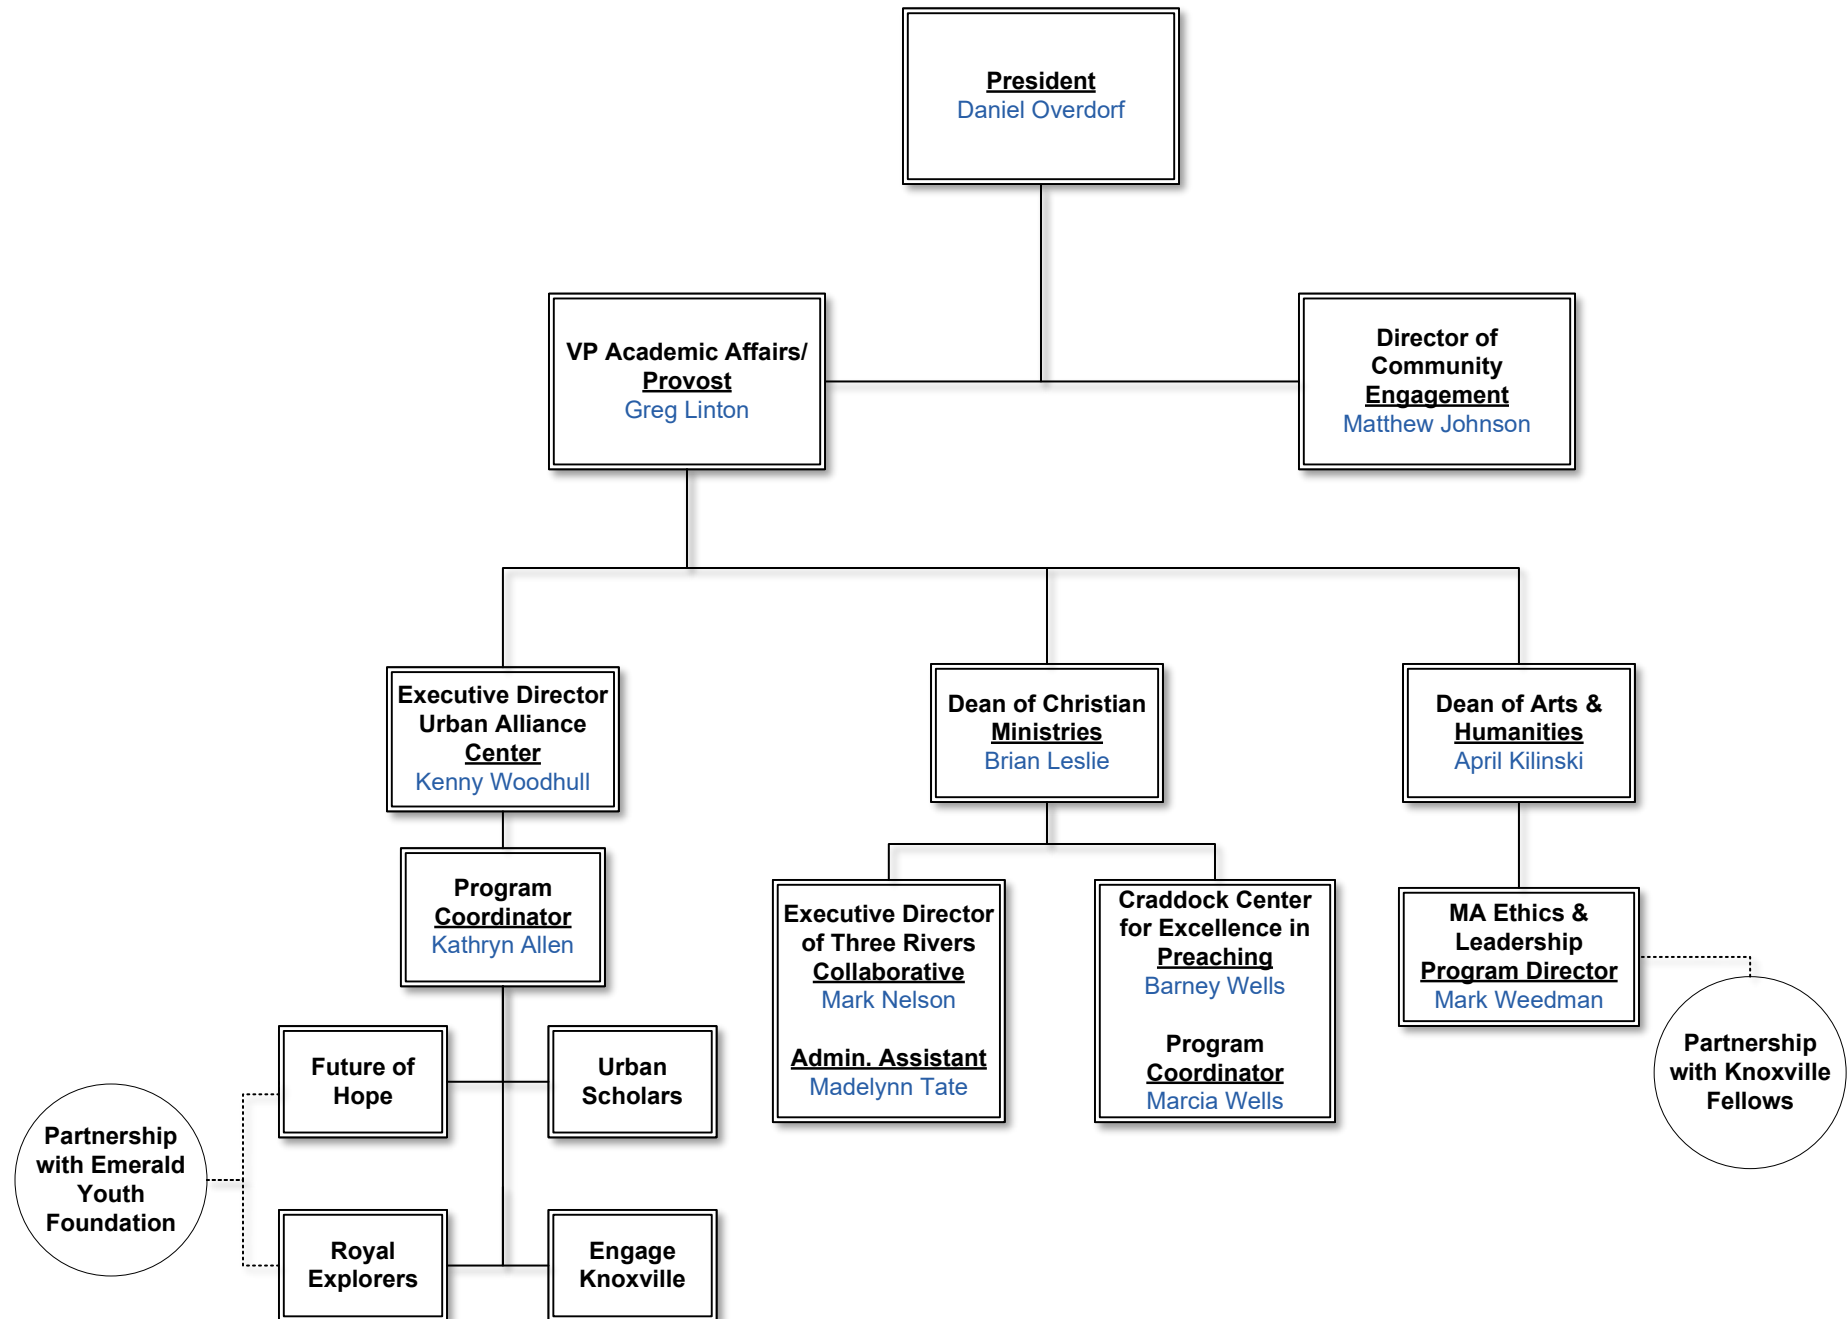 President
Daniel Overdorf
VP Academic Affairs/
Provost
Greg Linton
Director of
Community
Engagement
Matthew Johnson
Executive Director
Urban Alliance
Center
Kenny Woodhull
Dean of Christian
Ministries
Brian Leslie
Dean of Arts &
Humanities
April Kilinski
Program
Coordinator
Kathryn Allen
Executive Director
of Three Rivers
Collaborative
Mark Nelson
Admin. Assistant
Madelynn Tate
Craddock Center
for Excellence in
Preaching
Barney Wells
Program
Coordinator
Marcia Wells
MA Ethics &
Leadership
Program Director
Mark Weedman
Partnership
with Knoxville
Fellows
Future of
Hope
Urban
Scholars
Partnership
with Emerald
Youth
Foundation
Royal
Explorers
Engage
Knoxville